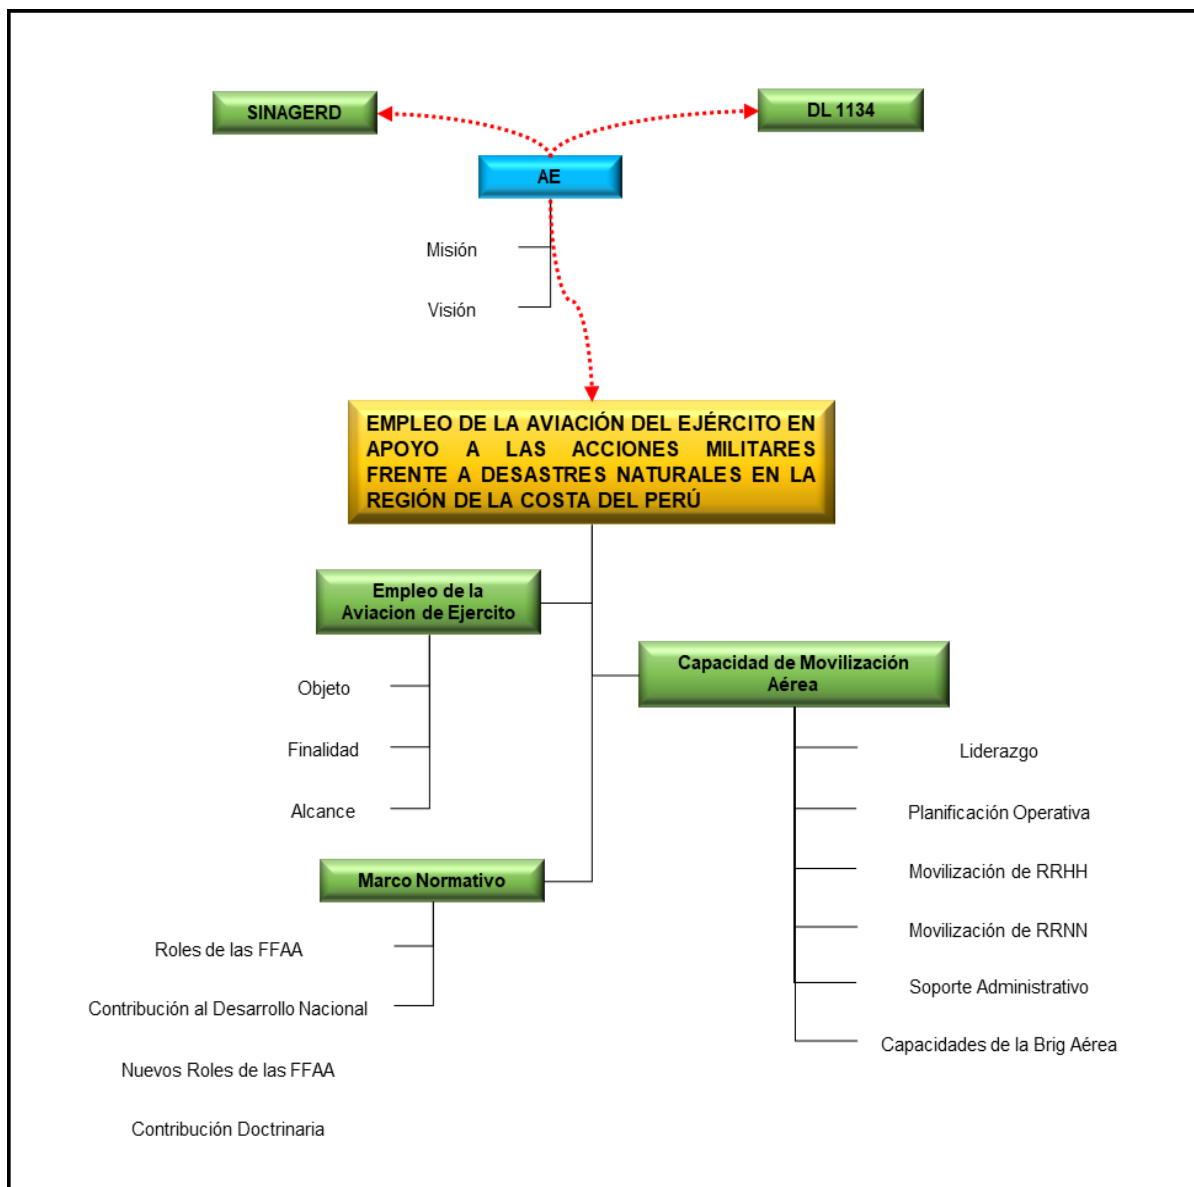 SINAGERD
DL 1134
AE
Misión
Visión
EMPLEO DE LA AVIACIÓN DEL EJÉRCITO EN
APOYO A LAS ACCIONES MILITARES
FRENTE A DESASTRES NATURALES EN LA
REGIÓN DE LA COSTA DEL PERÚ
Empleo de la
Aviacion de Ejercito
Objeto
Finalidad
Alcance
Capacidad de Movilización
Aérea
Liderazgo
Planificación Operativa
Movilización de RRHH
Movilización de RRNN
Soporte Administrativo
Capacidades de la Brig Aérea
Marco Normativo
Roles de las FFAA
Contribución al Desarrollo Nacional
Nuevos Roles de las FFAA
Contribución Doctrinaria